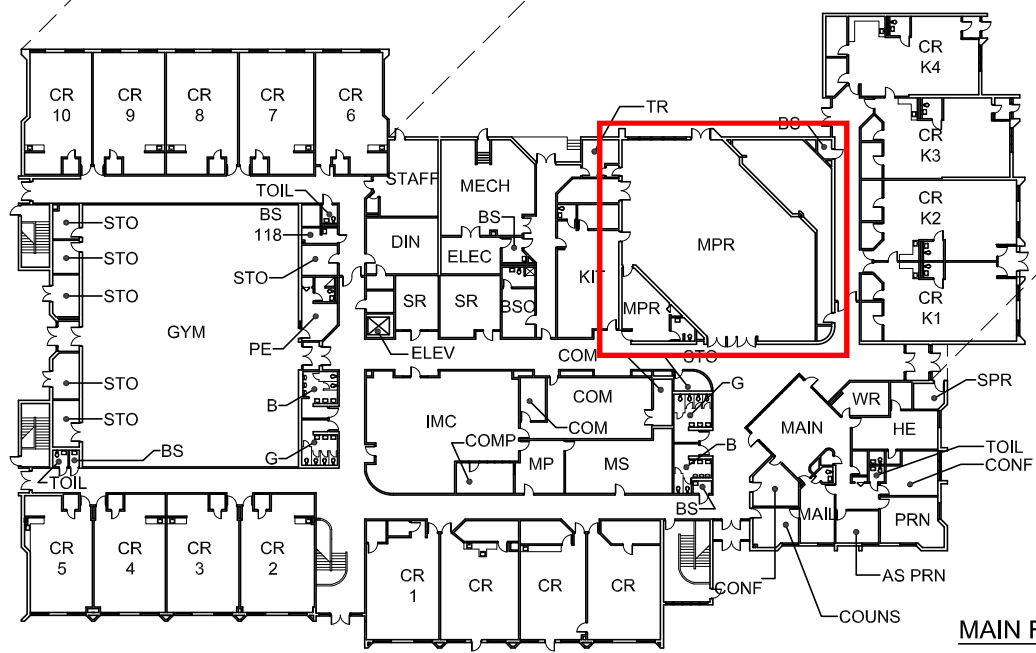 CR
K4
CR
10
CR
9
CR
8
CR
7
CR
6
TR
BS
CR
K3
STAFF
MECH
TOIL
BS
118
STO
CR
K2
STO
BS
DIN
ELEC
MPR
STO
STO
KIT
STO
SR
SR
BSO
MPR
CR
K1
GYM
PE
ELEV
COM
STO
SPR
STO
B
G
WR
COM
IMC
COM
MAIN
HE
STO
COMP
B
TOIL
G
BS
MP
MS
CONF
TOIL
BS
MAIL
PRN
CR
5
CR
4
CR
3
CR
2
CR
1
CR
CR
CR
CONF
AS PRN
COUNS
MAIN F